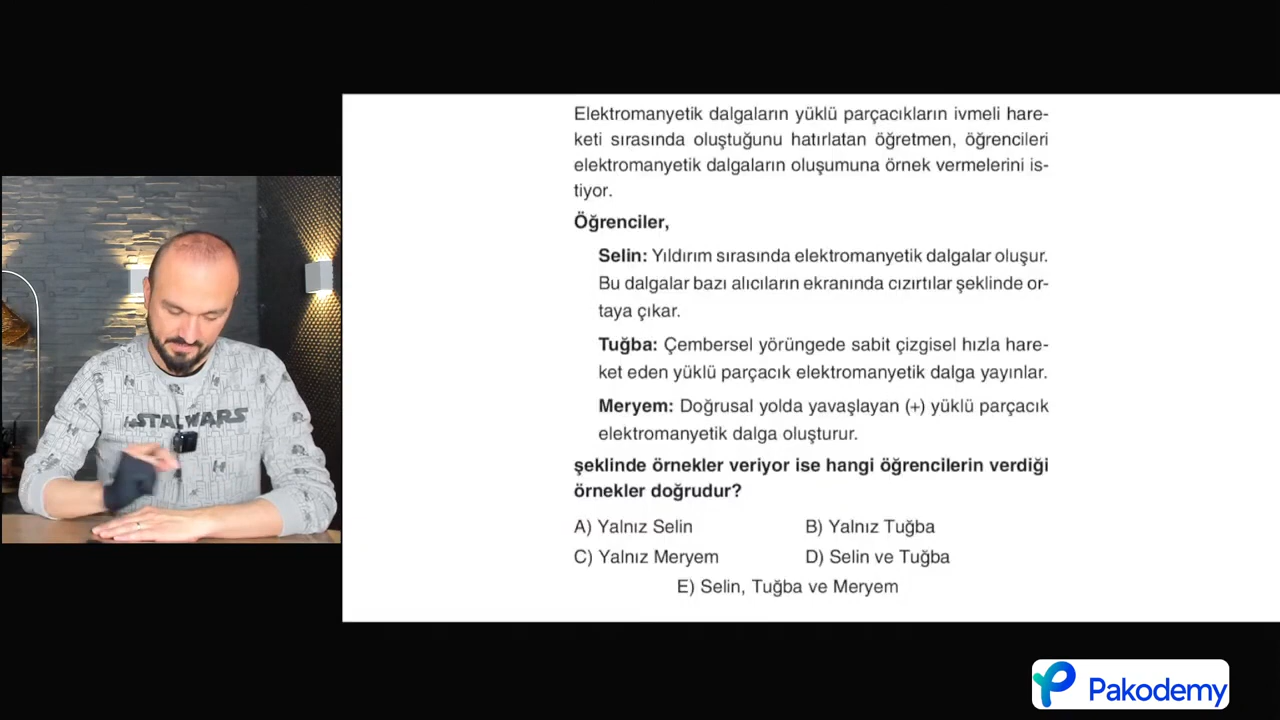 Elektromanyetik dalgaların yüklü parçacıkların ivmeli hare-
keti sırasında oluştuğunu hatırlatan öğretmen, öğrencileri
elektromanyetik dalgaların oluşumuna örnek vermelerini is-
tiyor.
Öğrenciler,
Selin: Yıldırım sırasında elektromanyetik dalgalar oluşur.
Bu dalgalar bazı alıcıların ekranında cızırtılar şeklinde or-
taya çıkar.
Tuğba: Çembersel yörüngede sabit çizgisel hızla hare-
ket eden yüklü parçacık elektromanyetik dalga yayınlar.
Meryem: Doğrusal yolda yavaşlayan (+) yüklü parçacık
elektromanyetik dalga oluşturur.
şeklinde örnekler veriyor ise hangi öğrencilerin verdiği
örnekler doğrudur?
A) Yalnız Selin B) Yalnız Tuğba
C) Yalnız Meryem D) Selin ve Tuğba
E) Selin, Tuğba ve Meryem
STAR WARS
Pakodemy